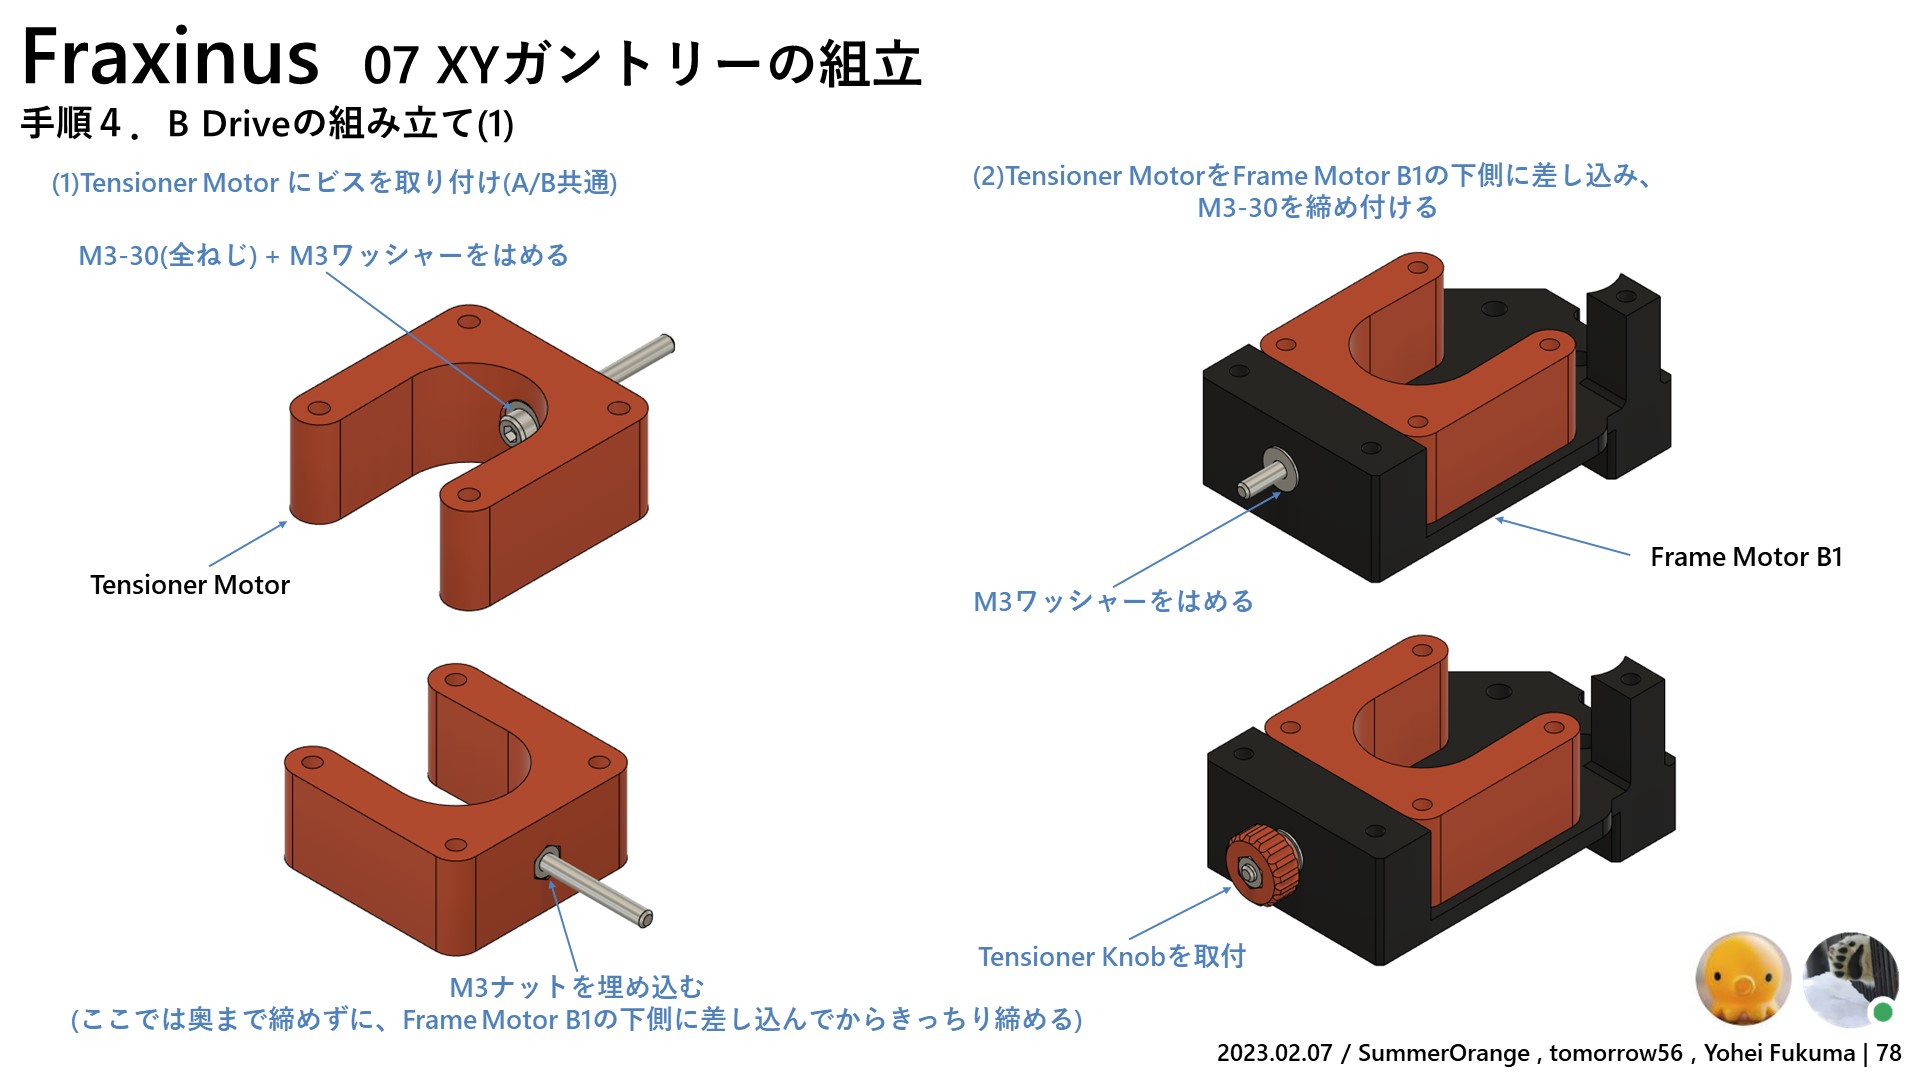 Fraxinus 07 XYガントリーの組立
手順４．B Driveの組み立て(1)
(1)Tensioner Motor にビスを取り付け(A/B共通)
M3-30(全ねじ) + M3ワッシャーをはめる
Tensioner Motor
M3ナットを埋め込む
(ここでは奥まで締めずに、Frame Motor B1の下側に差し込んでからきっちり締める)
(2)Tensioner MotorをFrame Motor B1の下側に差し込み、
M3-30を締め付ける
Frame Motor B1
M3ワッシャーをはめる
Tensioner Knobを取付
2023.02.07 / SummerOrange , tomorrow56 , Yohei Fukuma | 78